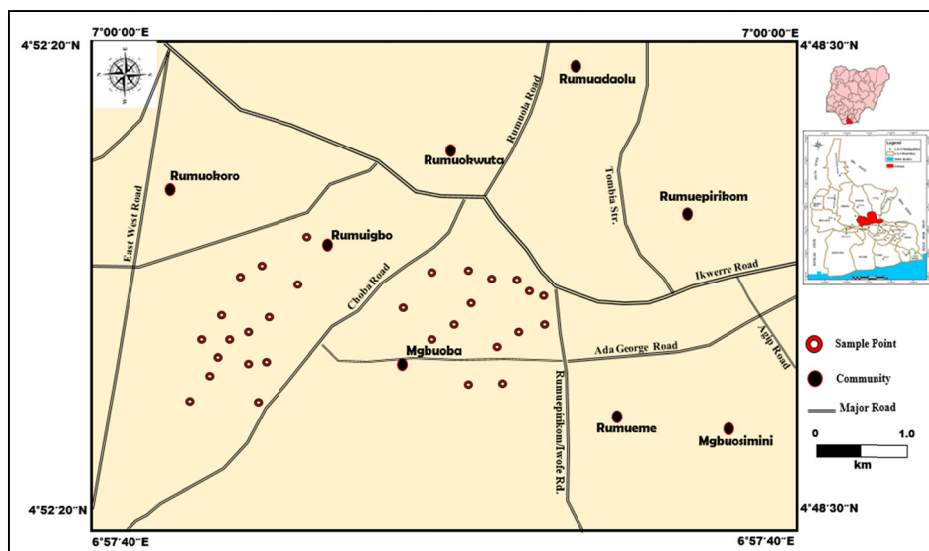 7°00'00"E
7°00'00"E
4°52'20"N
4°48'30"N
Rumuadaolu
Rumuola Road
Rumuokwuta
Rumuokoro
Tombia Str.
Rumuepirikom
East West Road
Rumuigbo
Choba Road
Ikwerre Road
Legend
Agip Road
Ada George Road
Mgbuoba
Rumuepirikom/Iwofe Rd.
Rumueme
Mgbuosimini
Sample Point
Community
Major Road
0 1.0
km
4°52'20"N
4°48'30"N
6°57'40"E
6°57'40"E